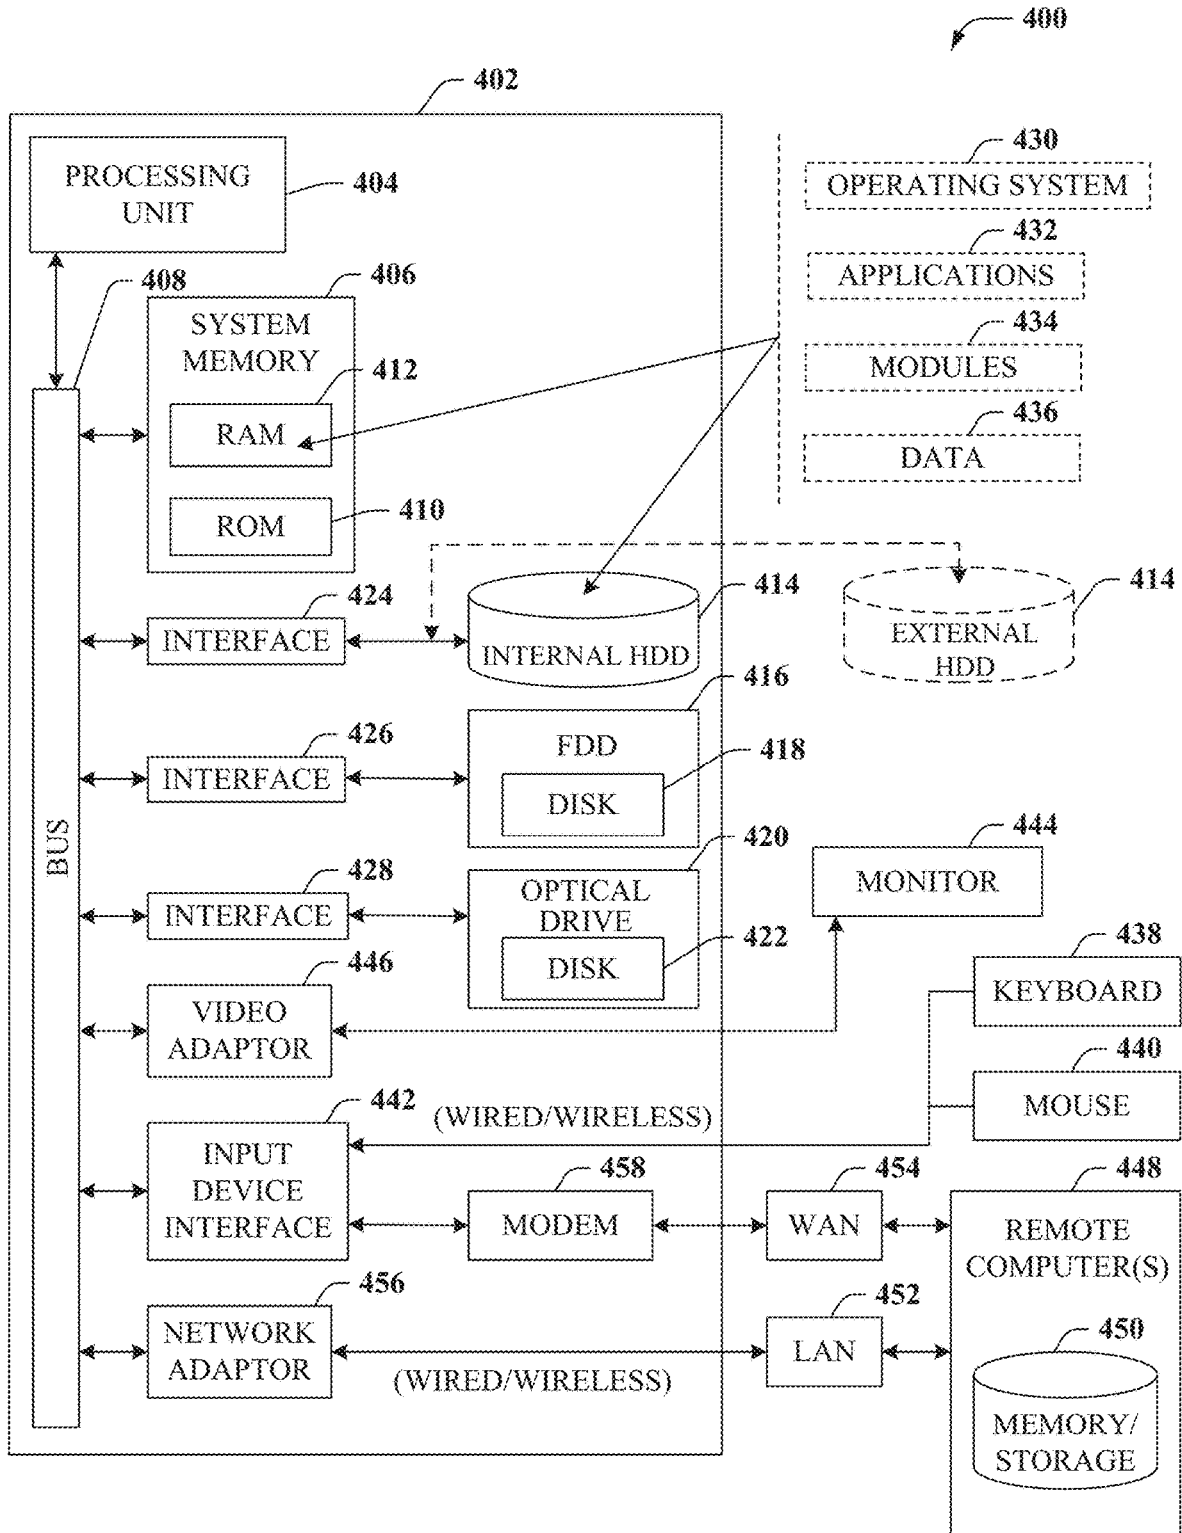 400
402
PROCESSING
UNIT
404
430
OPERATING SYSTEM
432
APPLICATIONS
434
MODULES
436
DATA
408
406
SYSTEM
MEMORY
412
RAM
410
ROM
BUS
424
INTERFACE
414
INTERNAL HDD
414
EXTERNAL
HDD
426
INTERFACE
416
FDD
418
DISK
428
INTERFACE
420
OPTICAL
DRIVE
422
DISK
444
MONITOR
446
VIDEO
ADAPTOR
438
KEYBOARD
440
MOUSE
442
INPUT
DEVICE
INTERFACE
(WIRED/WIRELESS)
458
MODEM
454
WAN
448
REMOTE
COMPUTER(S)
456
NETWORK
ADAPTOR
(WIRED/WIRELESS)
452
LAN
450
MEMORY/
STORAGE